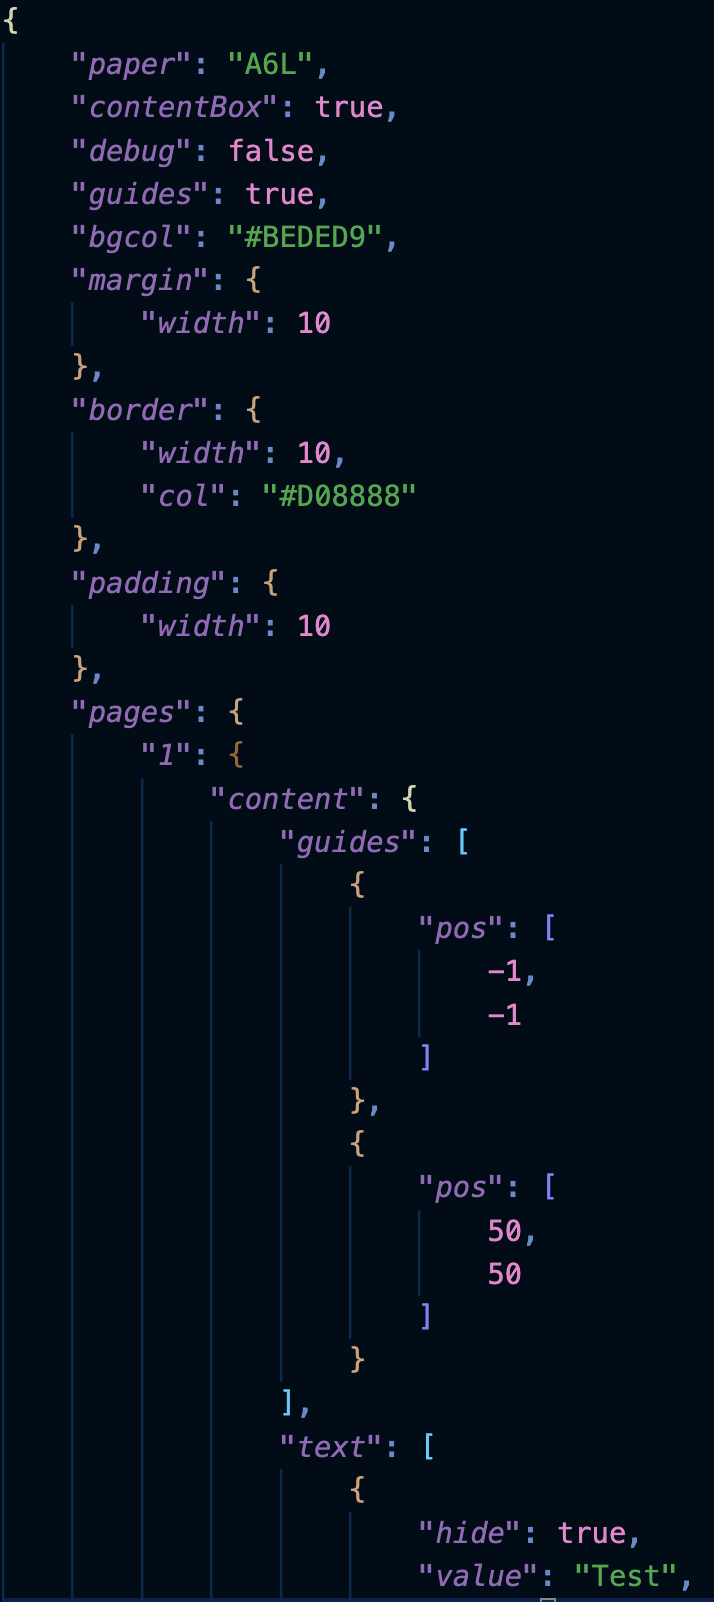 {
    "paper": "A6L",
    "contentBox": true,
    "debug": false,
    "guides": true,
    "bgcol": "#BEDED9",
    "margin": {
        "width": 10
    },
    "border": {
        "width": 10,
        "col": "#D08888"
    },
    "padding": {
        "width": 10
    },
    "pages": {
        "1": {
            "content": {
                "guides": [
                    {
                        "pos": [
                            -1,
                            -1
                        ]
                    },
                    {
                        "pos": [
                            50,
                            50
                        ]
                    }
                ],
                "text": [
                    {
                        "hide": true,
                        "value": "Test",